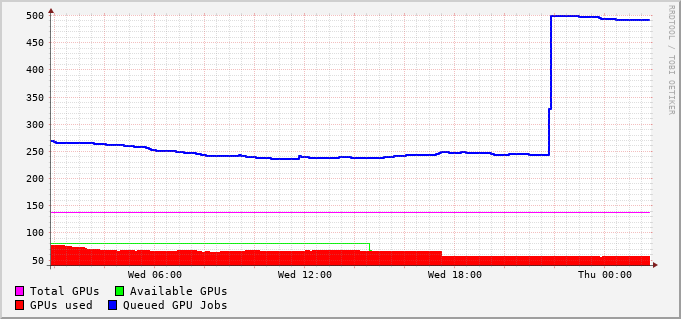 500
450
400
350
300
250
200
150
100
50
Wed 06:00 Wed 12:00 Wed 18:00 Thu 00:00
Total GPUs Available GPUs
GPUs used Queued GPU Jobs
RRDTOOL / TOBI OETIKER